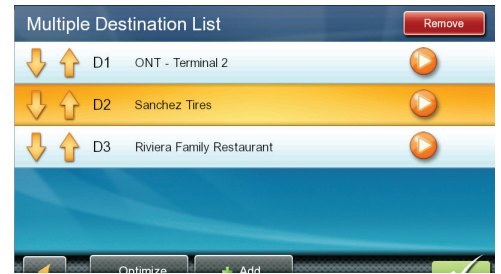 Multiple Destination List Remove
D1 ONT - Terminal 2
D2 Sanchez Tires
D3 Riviera Family Restaurant
Optimize Add